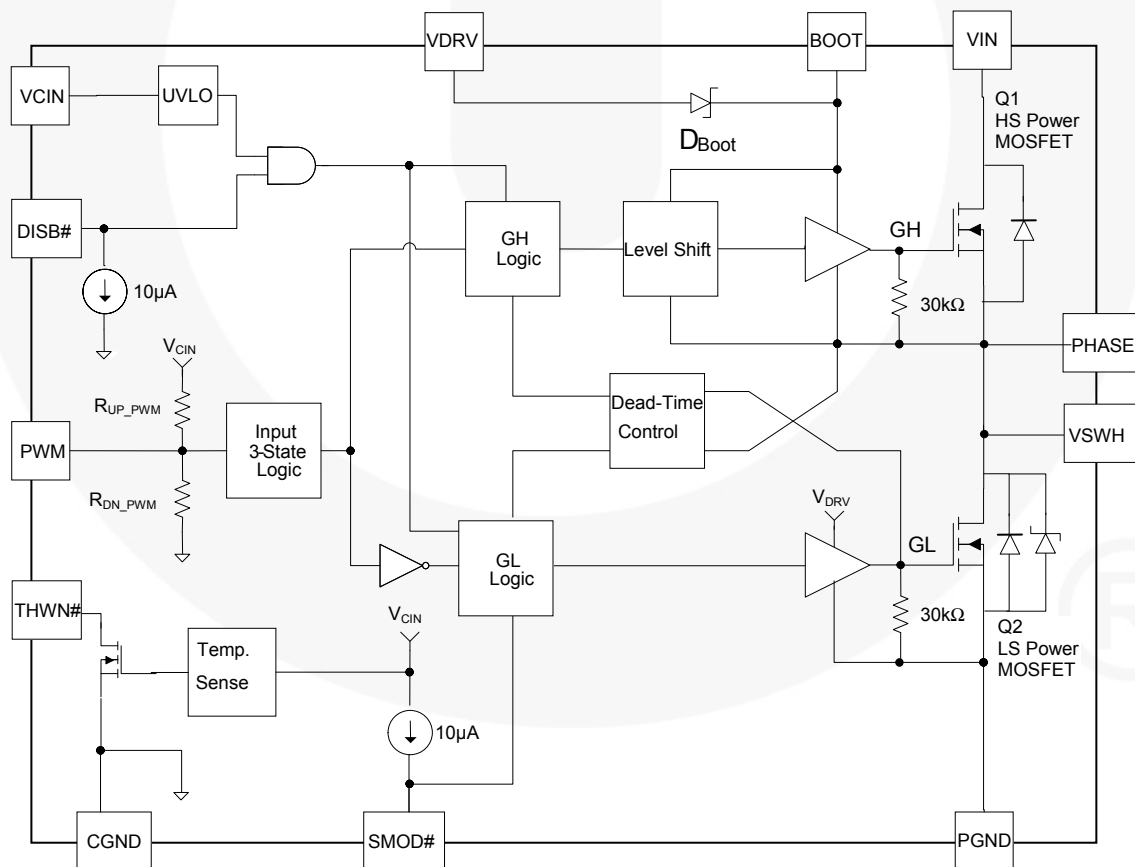 VDRV
BOOT
VIN
VCIN
UVLO
Q1
HS Power
MOSFET
DBoot
DISB#
GH
Logic
Level Shift
GH
10µA
30kΩ
VCIN
PHASE
RUP_PWM
Dead-Time
Control
Input
3-State
Logic
PWM
VSWH
RDN_PWM
VDRV
GL
GL
Logic
THWN#
VCIN
30kΩ
Temp.
Sense
Q2
LS Power
MOSFET
10µA
CGND
SMOD#
PGND
®